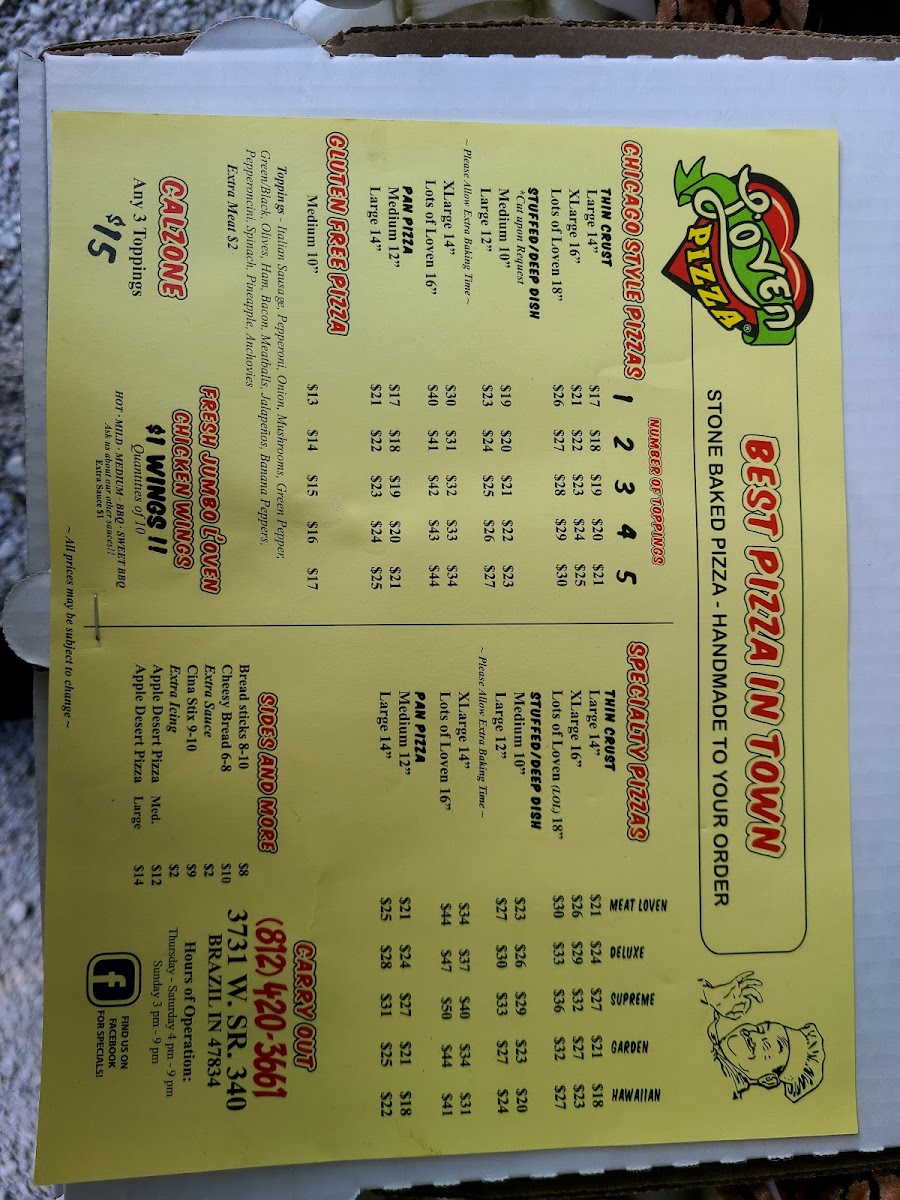 L'oven
PIZZA®
BEST PIZZA IN TOWN
STONE BAKED PIZZA - HANDMADE TO YOUR ORDER
CHICAGO STYLE PIZZAS
NUMBER OF TOPPINGS
1 2 3 4 5
THIN CRUST
Large 14” $17 $18 $19 $20 $21
XLarge 16” $21 $22 $23 $24 $25
Lots of Loven 18” $26 $27 $28 $29 $30
STUFFED/DEEP DISH
*Cut upon Request
Medium 10” $19 $20 $21 $22 $23
Large 12” $23 $24 $25 $26 $27
~ Please Allow Extra Baking Time ~
XLarge 14” $30 $31 $32 $33 $34
Lots of Loven 16” $40 $41 $42 $43 $44
PAN PIZZA
Medium 12” $17 $18 $19 $20 $21
Large 14” $21 $22 $23 $24 $25
GLUTEN FREE PIZZA
Medium 10” $13 $14 $15 $16 $17
Toppings - Italian Sausage, Pepperoni, Onion, Mushrooms, Green Pepper,
Green/Black, Olives, Ham, Bacon, Meatballs, Jalapeños, Banana Peppers,
Pepperoncini, Spinach, Pineapple, Anchovies
Extra Meat $2
CALZONE
Any 3 Toppings
$15
FRESH JUMBO L'OVEN
CHICKEN WINGS
$1 WINGS !!
Quantities of 10
HOT · MILD · MEDIUM · BBQ · SWEET BBQ
Ask us about our other sauces!!
Extra Sauce $1
SPECIALTY PIZZAS
MEAT LOVEN DELUXE SUPREME GARDEN HAWAIIAN
THIN CRUST
Large 14” $21 $24 $27 $21 $18
XLarge 16” $26 $29 $32 $27 $23
Lots of Loven (LOL) 18” $30 $33 $36 $32 $27
STUFFED/DEEP DISH
Medium 10” $23 $26 $29 $23 $20
Large 12” $27 $30 $33 $27 $24
~ Please Allow Extra Baking Time ~
XLarge 14” $34 $37 $40 $34 $31
Lots of Loven 16” $44 $47 $50 $44 $41
PAN PIZZA
Medium 12” $21 $24 $27 $21 $18
Large 14” $25 $28 $31 $25 $22
SIDES AND MORE
Bread sticks 8-10 $8
Cheesy Bread 6-8 $10
Extra Sauce $2
Cina Stix 9-10 $9
Extra Icing $2
Apple Desert Pizza Med. $12
Apple Desert Pizza Large $14
CARRY OUT
(812) 420-3661
3731 W. SR. 340
BRAZIL IN 47834
Hours of Operation:
Thursday - Saturday 4 pm - 9 pm
Sunday 3 pm - 9 pm
f
FIND US ON
FACEBOOK
FOR SPECIALS!
~ All prices may be subject to change ~